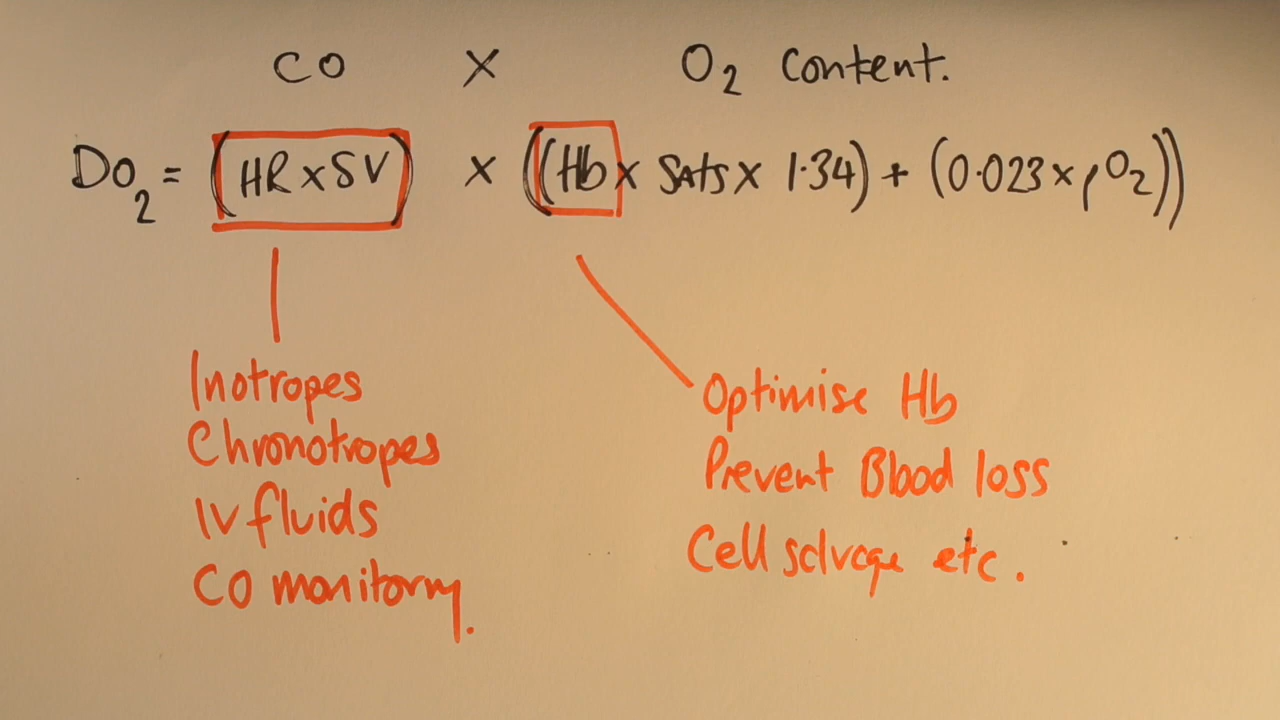 CO × O₂ content.
DO₂ = (HR × SV) × ((Hb × Sats × 1.34) + (0.023 × pO₂))
Inotropes
Chronotropes
IV fluids
CO monitoring.
Optimise Hb
Prevent Blood loss
Cell salvage etc.